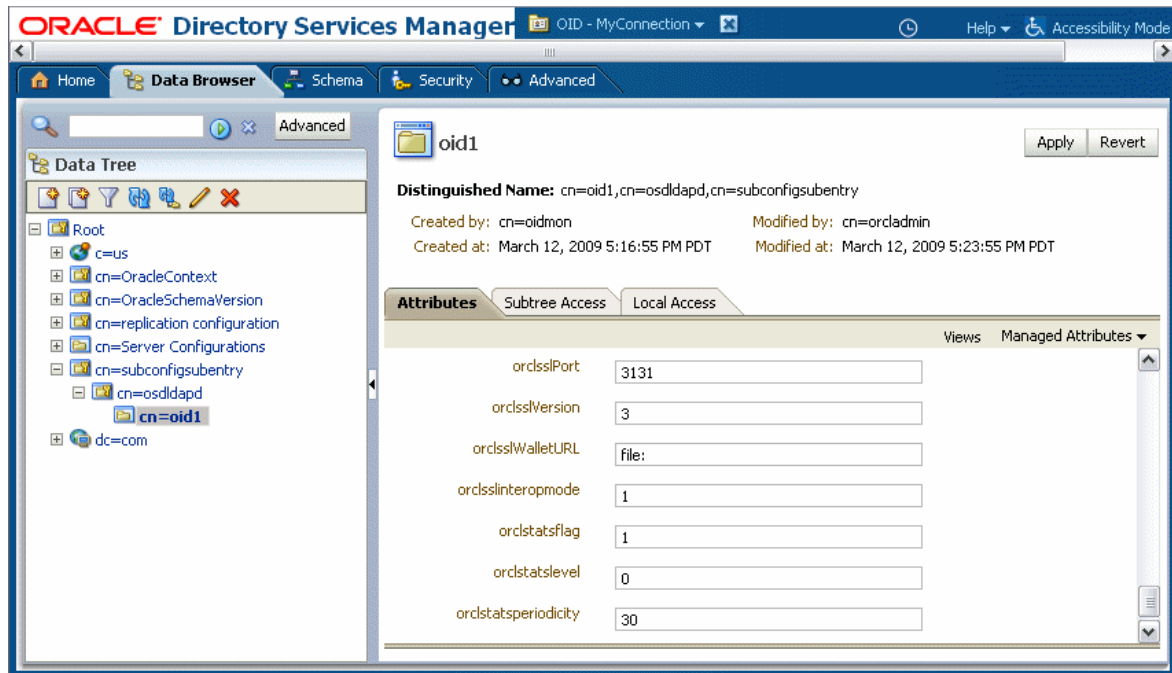 ORACLE Directory Services Manager
OID - MyConnection
Help
Accessibility Mode
Home
Data Browser
Schema
Security
Advanced
Advanced
Data Tree
Root
c=us
cn=OracleContext
cn=OracleSchemaVersion
cn=replication configuration
cn=Server Configurations
cn=subconfigsubentry
cn=osdldapd
cn=oid1
dc=com
oid1
Apply
Revert
Distinguished Name: cn=oid1,cn=osdldapd,cn=subconfigsubentry
Created by: cn=oidmon
Modified by: cn=orcladmin
Created at: March 12, 2009 5:16:55 PM PDT
Modified at: March 12, 2009 5:23:55 PM PDT
Attributes
Subtree Access
Local Access
Views
Managed Attributes
orclsslPort 3131
orclsslVersion 3
orclsslWalletURL file:
orclsslinteropmode 1
orclstatsflag 1
orclstatslevel 0
orclstatsperiodicity 30